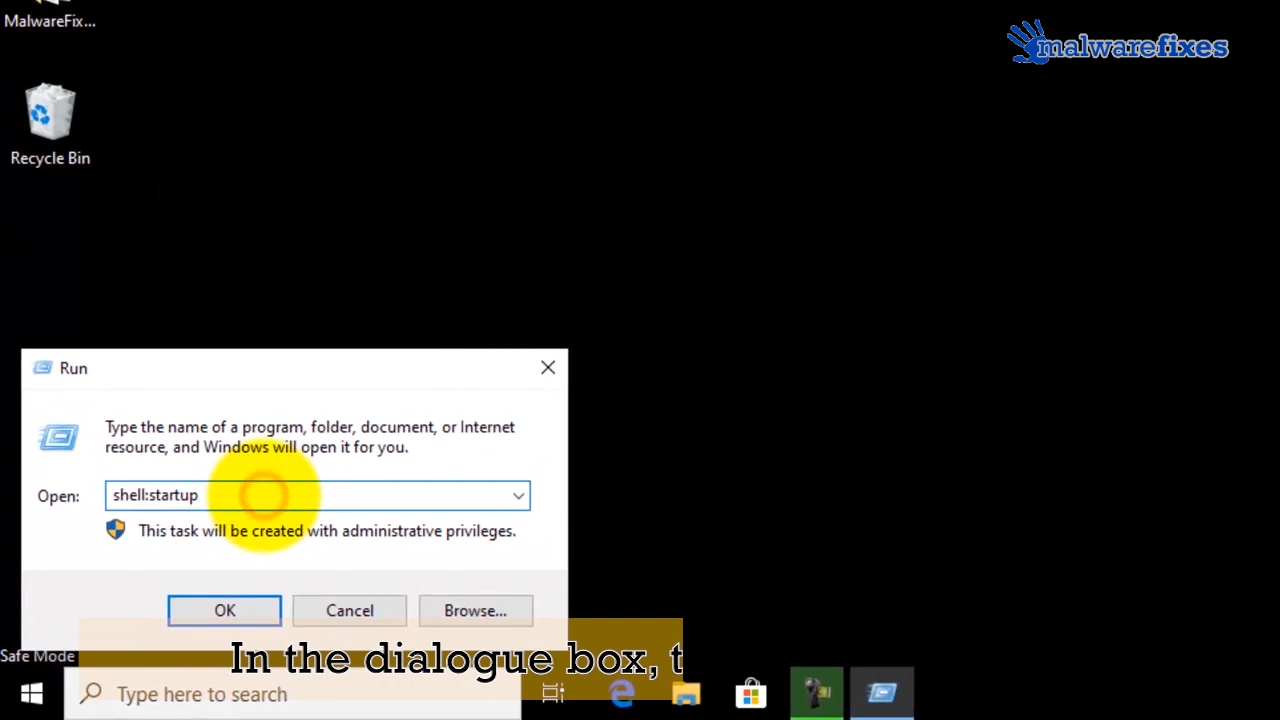 MalwareFix...
malwarefixes
Recycle Bin
Run
Type the name of a program, folder, document, or Internet
resource, and Windows will open it for you.
Open:
shell:startup
This task will be created with administrative privileges.
OK
Cancel
Browse...
Safe Mode
In the dialogue box, t
Type here to search